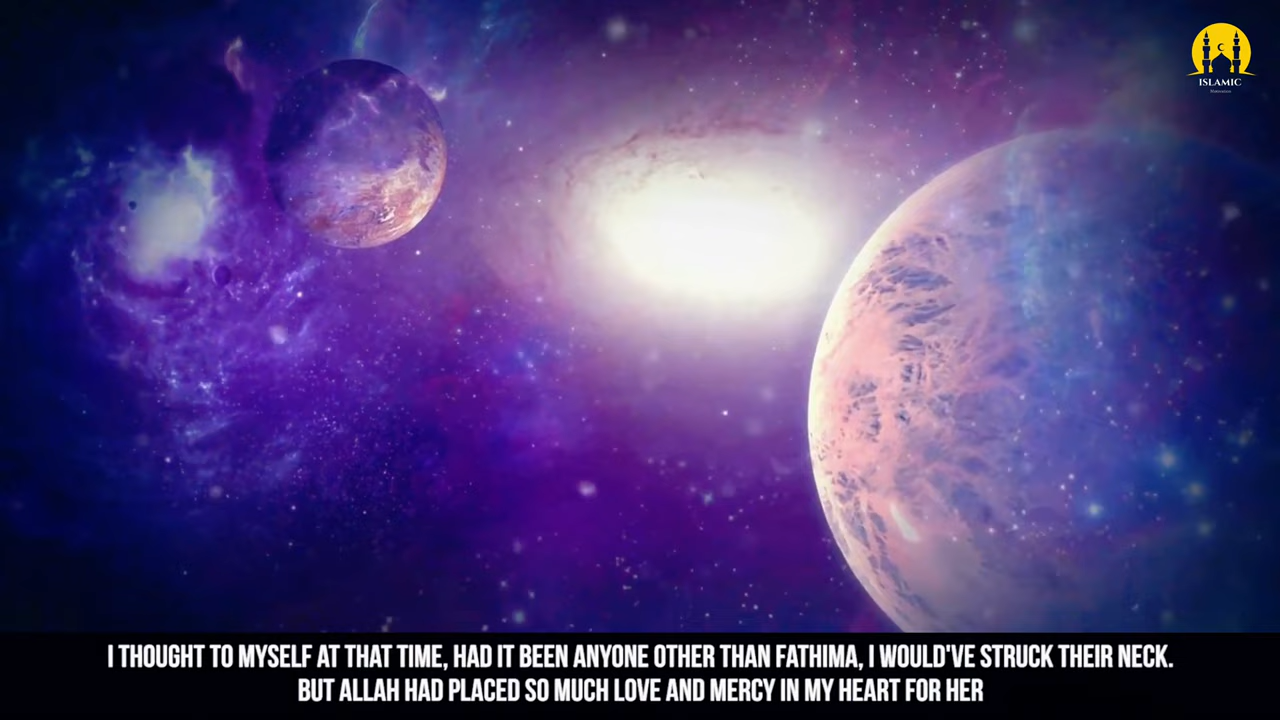 ISLAMIC
I THOUGHT TO MYSELF AT THAT TIME, HAD IT BEEN ANYONE OTHER THAN FATHIMA, I WOULD'VE STRUCK THEIR NECK.
BUT ALLAH HAD PLACED SO MUCH LOVE AND MERCY IN MY HEART FOR HER